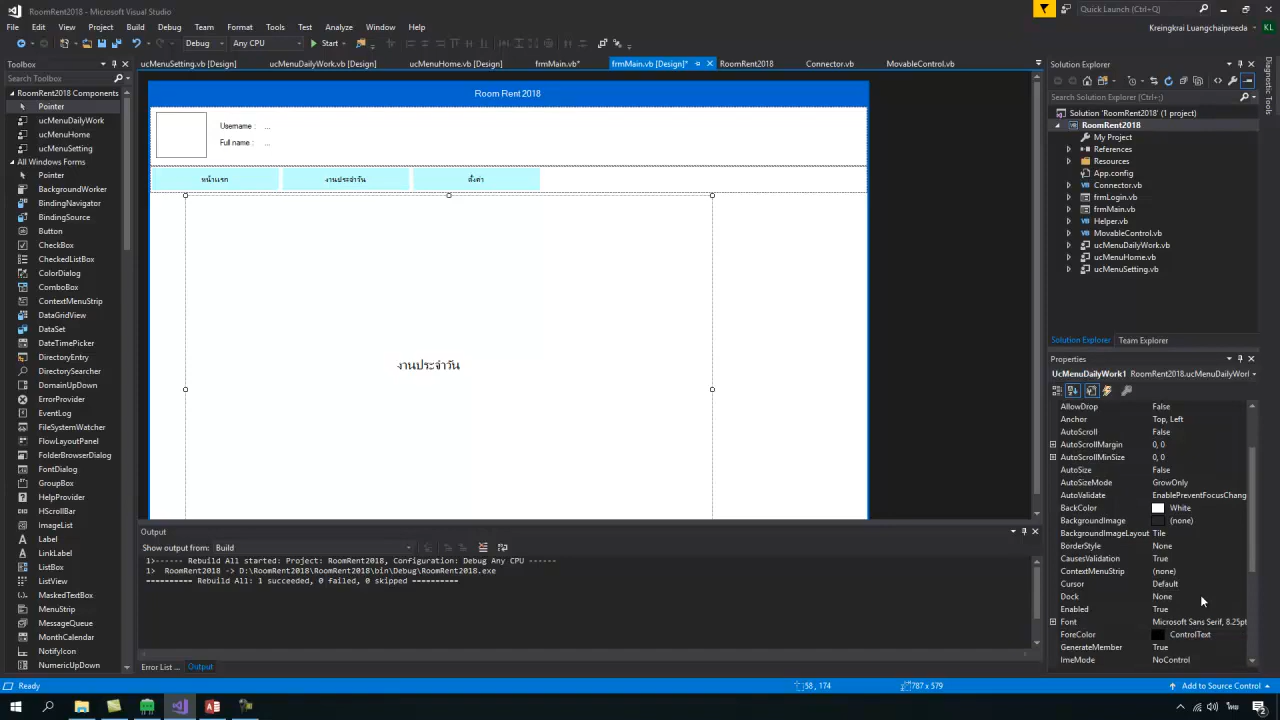 RoomRent2018 - Microsoft Visual Studio
Quick Launch (Ctrl+Q)
File Edit View Project Build Debug Team Format Tools Test Analyze Window Help
Kreingkrai Luangchaipreeda KL
Debug Any CPU Start
Toolbox
ucMenuSetting.vb [Design] ucMenuDailyWork.vb [Design] ucMenuHome.vb [Design] frmMain.vb* frmMain.vb [Design]* RoomRent2018 Connector.vb MovableControl.vb
Solution Explorer
Diagnostic Tools
Search Toolbox
RoomRent2018 Components
Pointer
ucMenuDailyWork
ucMenuHome
ucMenuSetting
All Windows Forms
Pointer
BackgroundWorker
BindingNavigator
BindingSource
Button
CheckBox
CheckedListBox
ColorDialog
ComboBox
ContextMenuStrip
DataGridView
DataSet
DateTimePicker
DirectoryEntry
DirectorySearcher
DomainUpDown
ErrorProvider
EventLog
FileSystemWatcher
FlowLayoutPanel
FolderBrowserDialog
FontDialog
GroupBox
HelpProvider
HScrollBar
ImageList
Label
LinkLabel
ListBox
ListView
MaskedTextBox
MenuStrip
MessageQueue
MonthCalendar
NotifyIcon
NumericUpDown
Room Rent 2018
Username : ...
Full name : ...
หน้าแรก งานประจำวัน ตั้งค่า
งานประจำวัน
Output
Show output from: Build
1>------ Rebuild All started: Project: RoomRent2018, Configuration: Debug Any CPU ------
1> RoomRent2018 -> D:\RoomRent2018\RoomRent2018\bin\Debug\RoomRent2018.exe
========== Rebuild All: 1 succeeded, 0 failed, 0 skipped ==========
Error List ... Output
Search Solution Explorer (Ctrl+;)
Solution 'RoomRent2018' (1 project)
RoomRent2018
My Project
References
Resources
App.config
Connector.vb
frmLogin.vb
frmMain.vb
Helper.vb
MovableControl.vb
ucMenuDailyWork.vb
ucMenuHome.vb
ucMenuSetting.vb
Solution Explorer Team Explorer
Properties
UcMenuDailyWork1 RoomRent2018.ucMenuDailyWorl
AllowDrop False
Anchor Top, Left
AutoScroll False
AutoScrollMargin 0, 0
AutoScrollMinSize 0, 0
AutoSize False
AutoSizeMode GrowOnly
AutoValidate EnablePreventFocusChang
BackColor White
BackgroundImage (none)
BackgroundImageLayout Tile
BorderStyle None
CausesValidation True
ContextMenuStrip (none)
Cursor Default
Dock None
Enabled True
Font Microsoft Sans Serif, 8.25pt
ForeColor ControlText
GenerateMember True
ImeMode NoControl
Ready 58 , 174 787 x 579 Add to Source Control